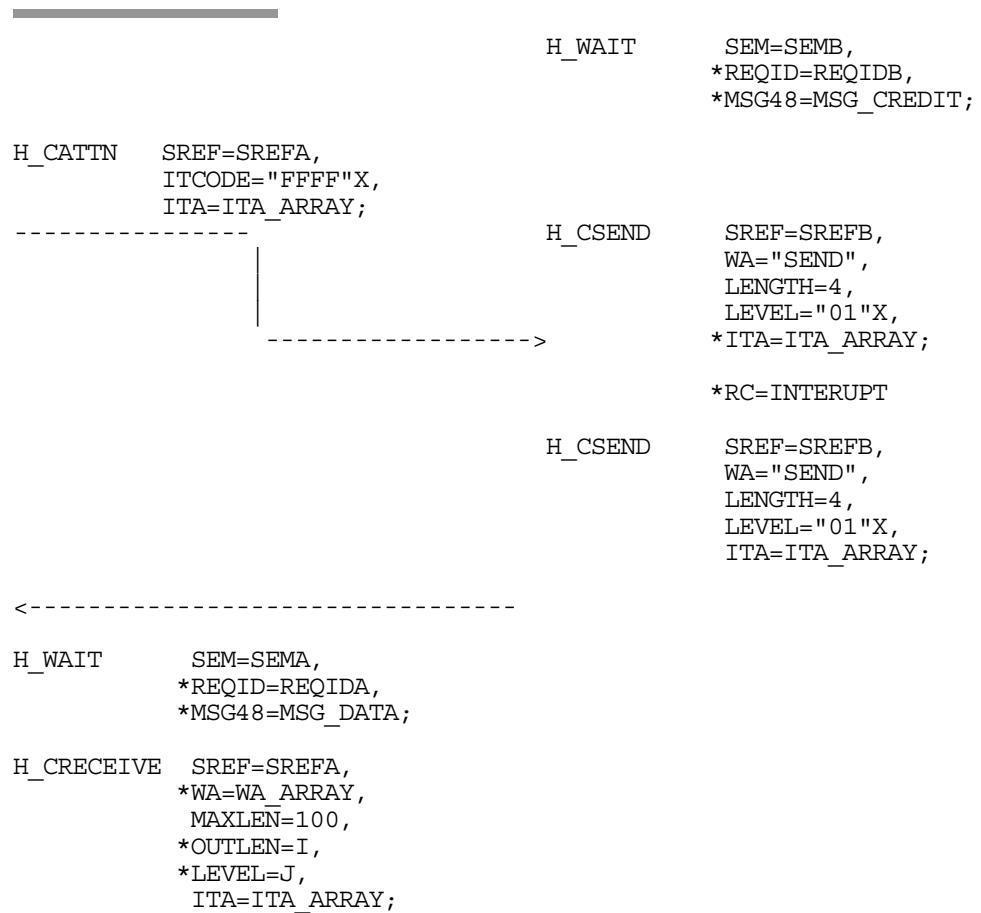 H_WAIT SEM=SEMB,
*REQID=REQIDB,
*MSG48=MSG_CREDIT;
H_CATTN SREF=SREFA,
ITCODE="FFFF"X,
ITA=ITA_ARRAY;
H_CSEND SREF=SREFB,
WA="SEND",
LENGTH=4,
LEVEL="01"X,
*ITA=ITA_ARRAY;
*RC=INTERUPT
H_CSEND SREF=SREFB,
WA="SEND",
LENGTH=4,
LEVEL="01"X,
ITA=ITA_ARRAY;
H_WAIT SEM=SEMA,
*REQID=REQIDA,
*MSG48=MSG_DATA;
H_CRECEIVE SREF=SREFA,
*WA=WA_ARRAY,
MAXLEN=100,
*OUTLEN=I,
*LEVEL=J,
ITA=ITA_ARRAY;